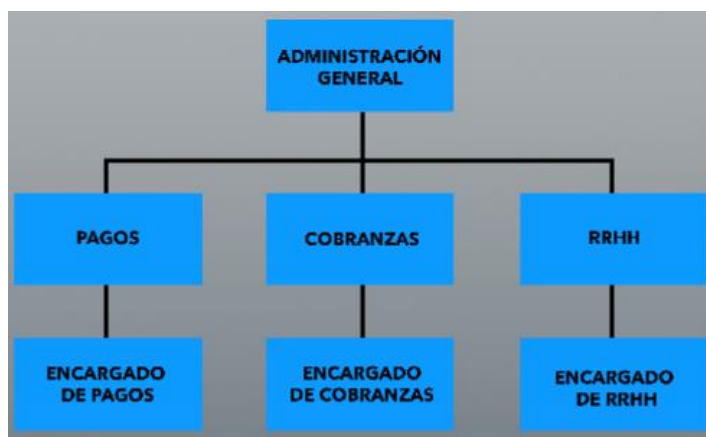 ADMINISTRACIÓN
GENERAL
PAGOS
COBRANZAS
RRHH
ENCARGADO
DE PAGOS
ENCARGADO
DE COBRANZAS
ENCARGADO
DE RRHH